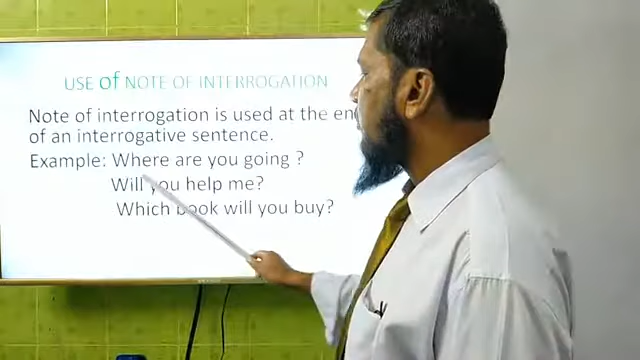 USE of NOTE OF INTERROGATION
Note of interrogation is used at the en
of an interrogative sentence.
Example: Where are you going ?
Will you help me?
Which book will you buy?